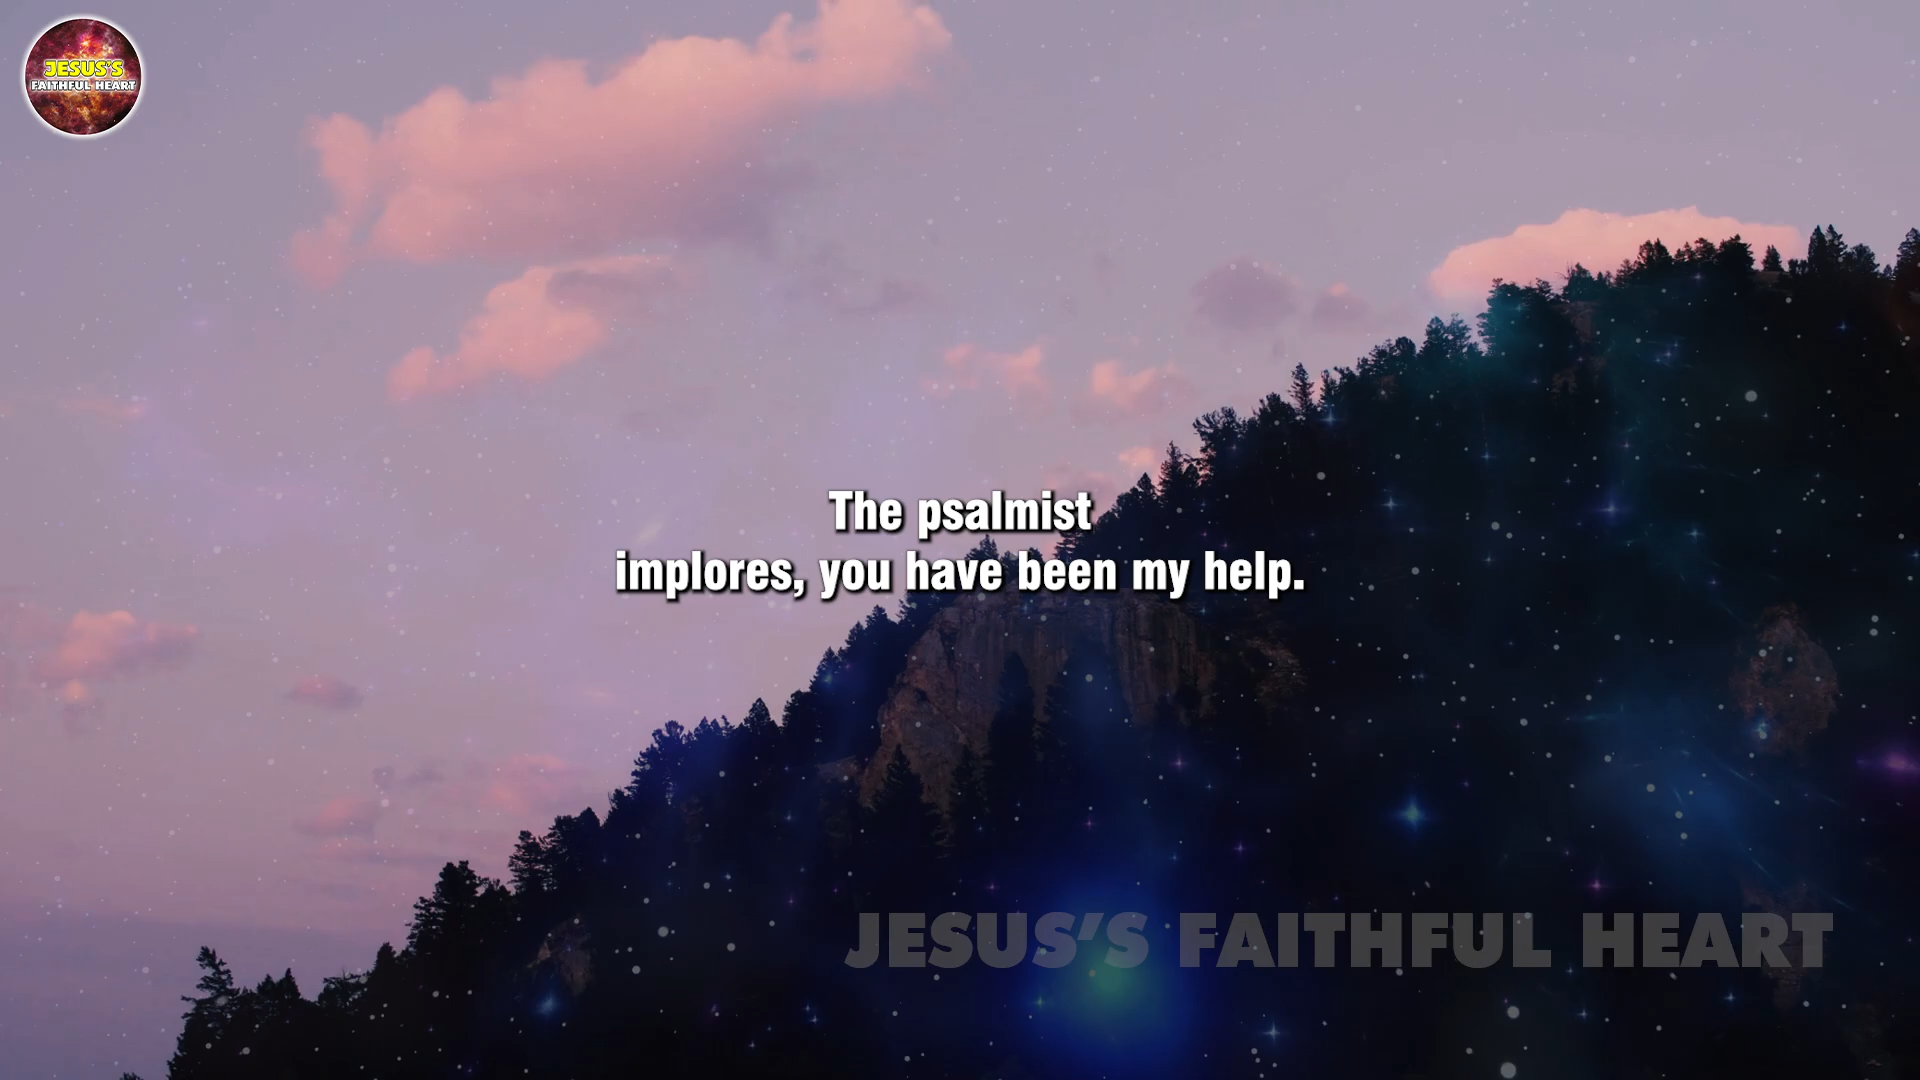 JESUS'S
FAITHFUL HEART
The psalmist
implores, you have been my help.
JESUS'S FAITHFUL HEART